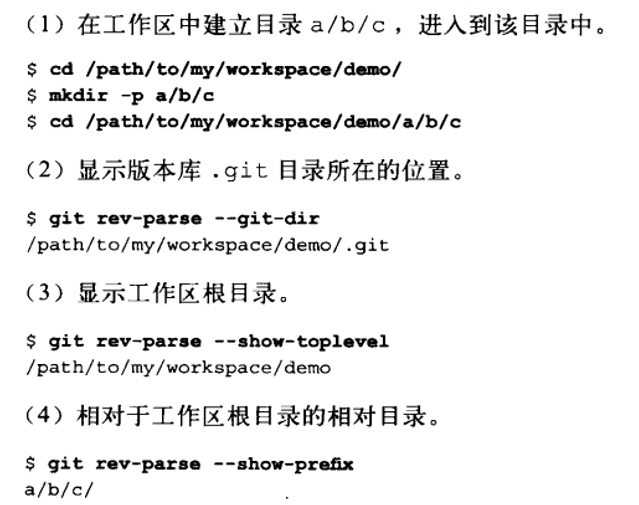 （1）在工作区中建立目录 a/b/c ，进入到该目录中。
$ cd /path/to/my/workspace/demo/
$ mkdir -p a/b/c
$ cd /path/to/my/workspace/demo/a/b/c
（2）显示版本库 .git 目录所在的位置。
$ git rev-parse --git-dir
/path/to/my/workspace/demo/.git
（3）显示工作区根目录。
$ git rev-parse --show-toplevel
/path/to/my/workspace/demo
（4）相对于工作区根目录的相对目录。
$ git rev-parse --show-prefix
a/b/c/